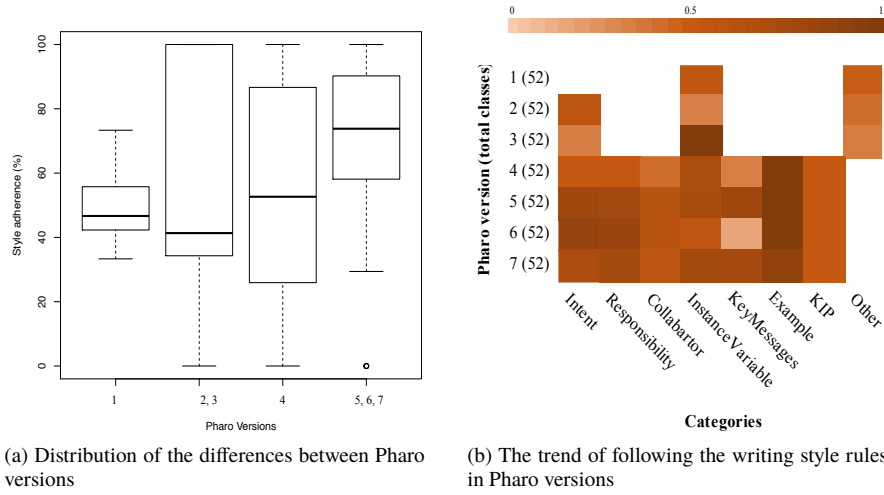 100
80
60
40
20
0
Style adherence (%)
1
2, 3
4
5, 6, 7
Pharo Versions
(a) Distribution of the differences between Pharo
versions
0
0.5
1
Pharo version (total classes)
1 (52)
2 (52)
3 (52)
4 (52)
5 (52)
6 (52)
7 (52)
Intent
Responsibility
Collabartor
InstanceVariable
KeyMessages
Example
KIP
Other
Categories
(b) The trend of following the writing style rules
in Pharo versions